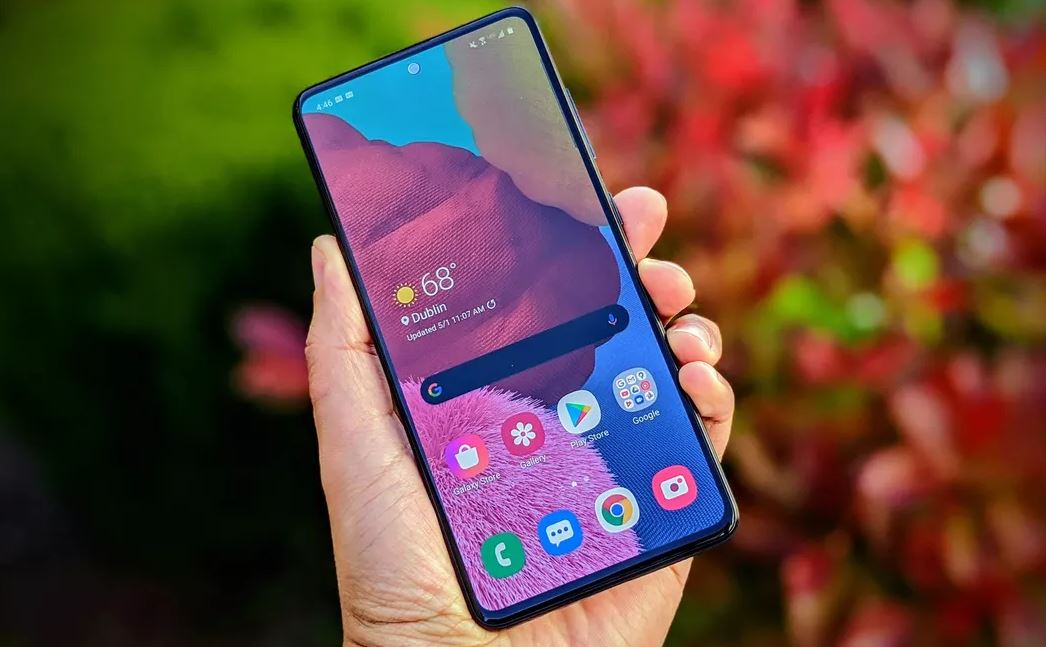 4:46
68°
Dublin
Updated 5/1 11:07 AM
Galaxy Store
Gallery
Play Store
Google